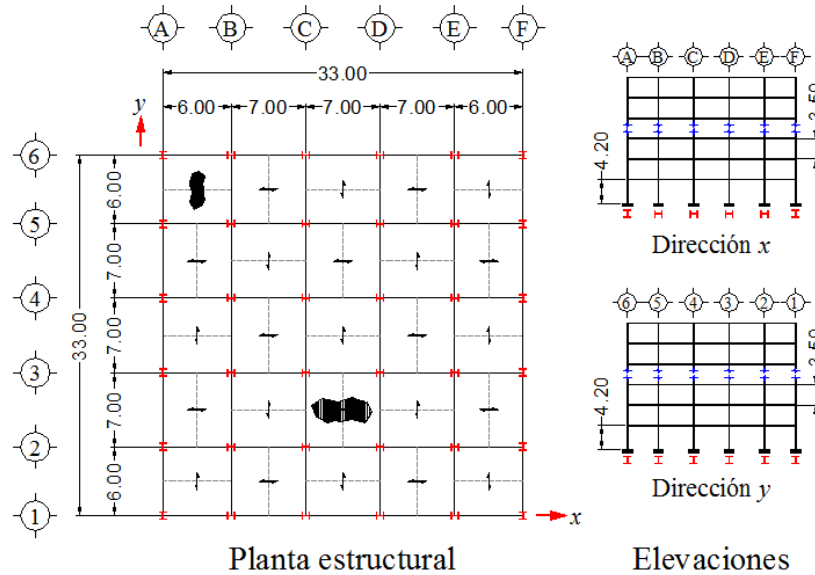 A B C D E F
33.00
6.00 7.00 7.00 7.00 6.00
y
6
6.00
5
7.00
4
33.00
7.00
3
7.00
2
6.00
1
x
Planta estructural
A B C D E F
4.20
Dirección x
6 5 4 3 2 1
4.20
Dirección y
Elevaciones